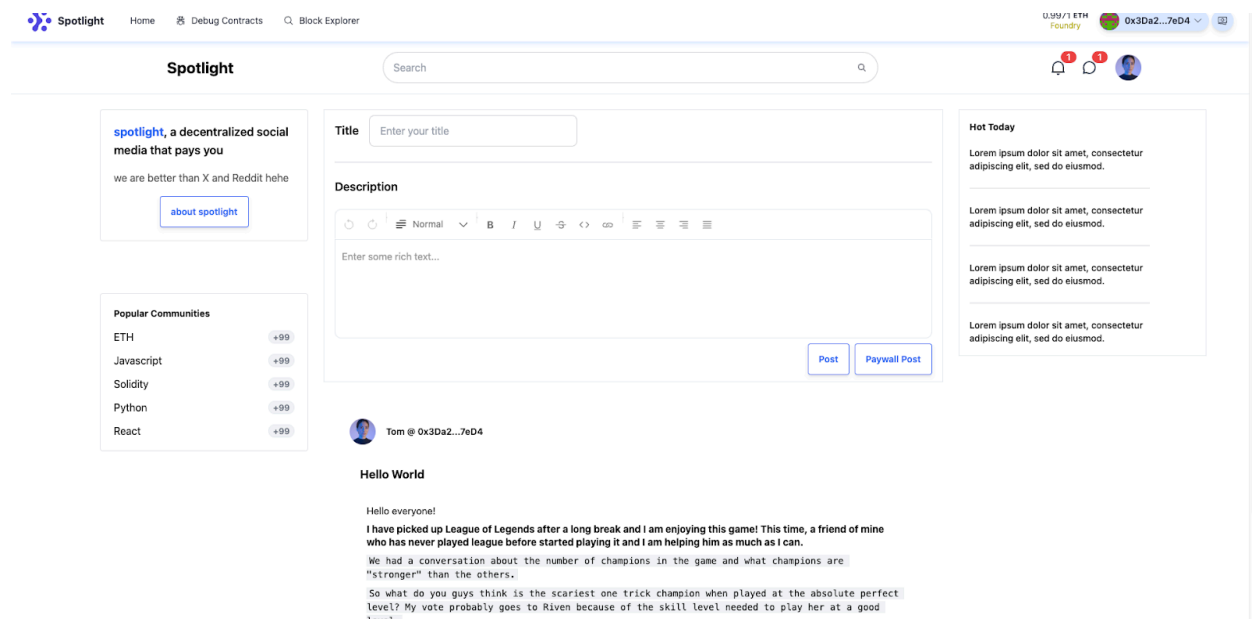 Spotlight
Home
Debug Contracts
Block Explorer
0.9971 ETH
Foundry
0x3Da2...7eD4
Spotlight
Search
1
1
spotlight, a decentralized social
media that pays you
we are better than X and Reddit hehe
about spotlight
Popular Communities
ETH +99
Javascript +99
Solidity +99
Python +99
React +99
Title
Enter your title
Description
Normal
B I U S
Enter some rich text...
Post
Paywall Post
Tom @ 0x3Da2...7eD4
Hello World
Hello everyone!
I have picked up League of Legends after a long break and I am enjoying this game! This time, a friend of mine
who has never played league before started playing it and I am helping him as much as I can.
We had a conversation about the number of champions in the game and what champions are
"stronger" than the others.
So what do you guys think is the scariest one trick champion when played at the absolute perfect
level? My vote probably goes to Riven because of the skill level needed to play her at a good
Hot Today
Lorem ipsum dolor sit amet, consectetur
adipiscing elit, sed do eiusmod.
Lorem ipsum dolor sit amet, consectetur
adipiscing elit, sed do eiusmod.
Lorem ipsum dolor sit amet, consectetur
adipiscing elit, sed do eiusmod.
Lorem ipsum dolor sit amet, consectetur
adipiscing elit, sed do eiusmod.